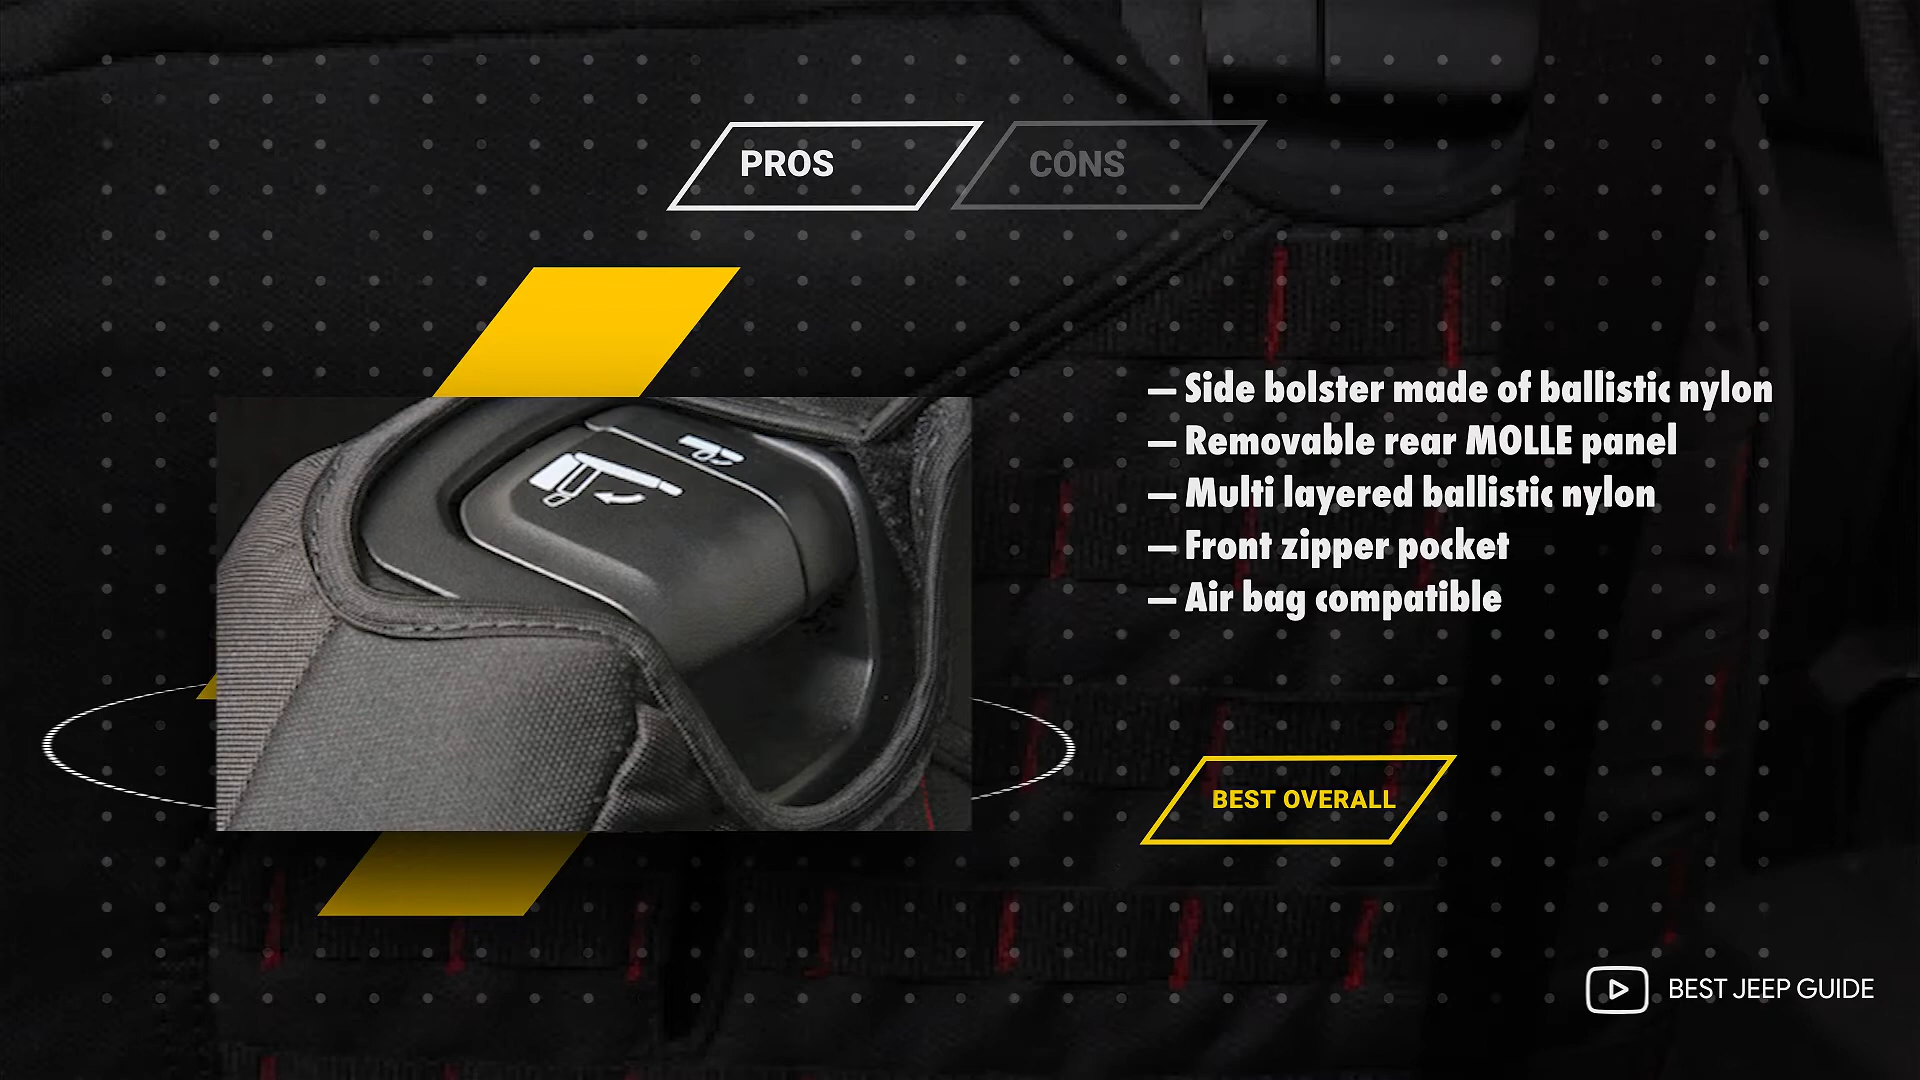 PROS
CONS
— Side bolster made of ballistic nylon
— Removable rear MOLLE panel
— Multi layered ballistic nylon
— Front zipper pocket
— Air bag compatible
BEST OVERALL
BEST JEEP GUIDE